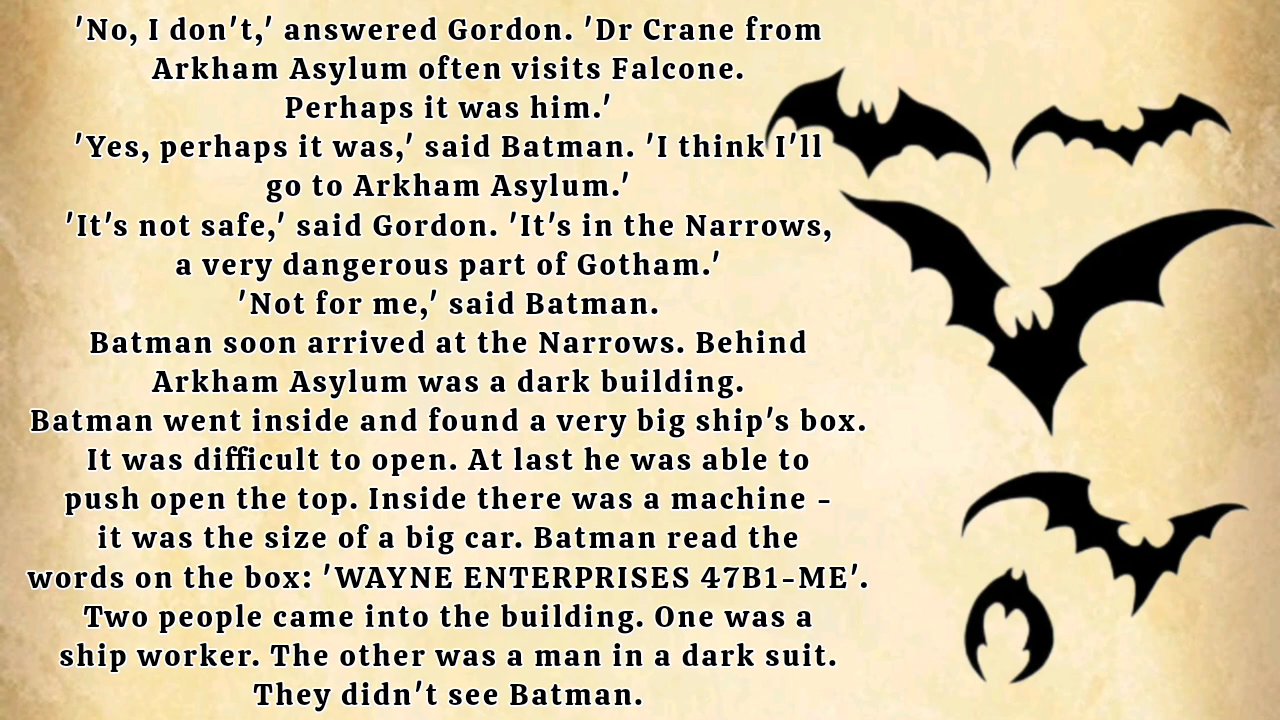 'No, I don't,' answered Gordon. 'Dr Crane from
Arkham Asylum often visits Falcone.
Perhaps it was him.'
'Yes, perhaps it was,' said Batman. 'I think I'll
go to Arkham Asylum.'
'It's not safe,' said Gordon. 'It's in the Narrows,
a very dangerous part of Gotham.'
'Not for me,' said Batman.
Batman soon arrived at the Narrows. Behind
Arkham Asylum was a dark building.
Batman went inside and found a very big ship's box.
It was difficult to open. At last he was able to
push open the top. Inside there was a machine -
it was the size of a big car. Batman read the
words on the box: 'WAYNE ENTERPRISES 47B1-ME'.
Two people came into the building. One was a
ship worker. The other was a man in a dark suit.
They didn't see Batman.